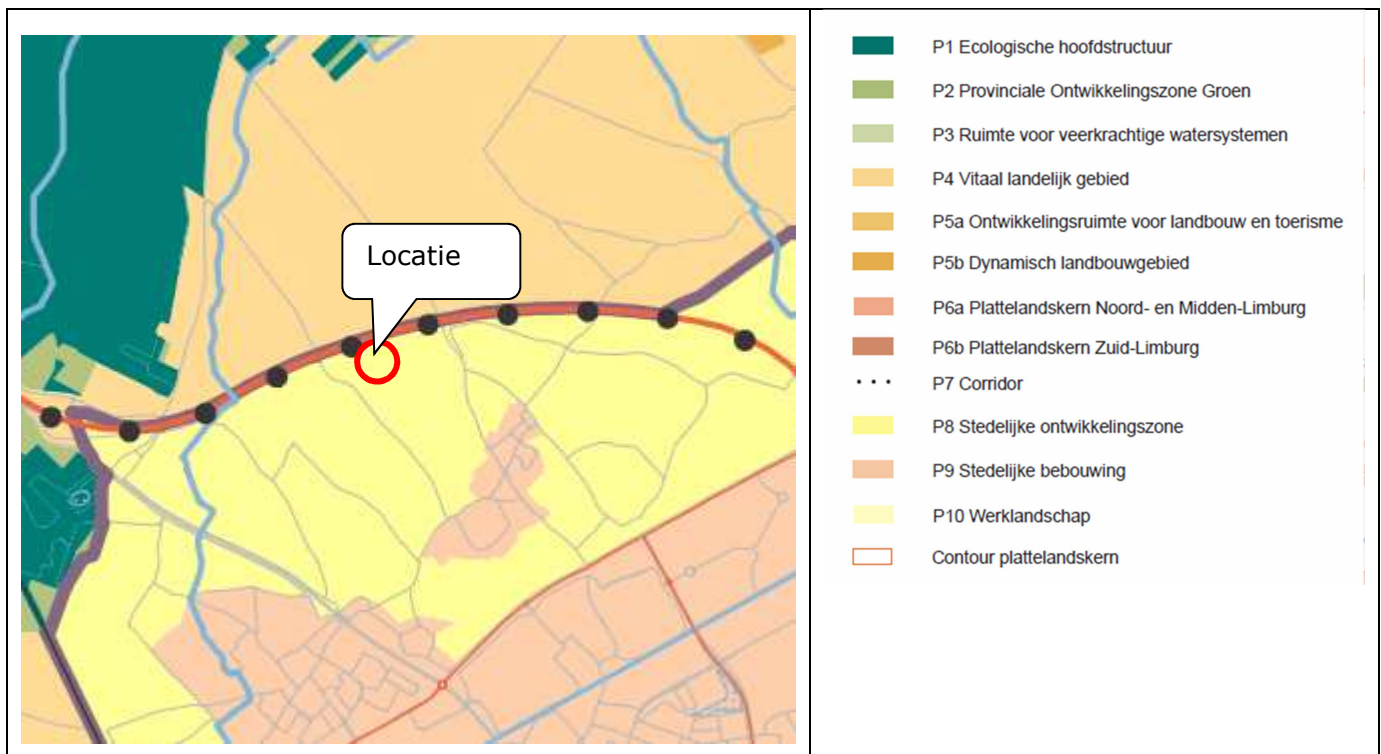 Locatie
P1 Ecologische hoofdstructuur
P2 Provinciale Ontwikkelingszone Groen
P3 Ruimte voor veerkrachtige watersystemen
P4 Vitaal landelijk gebied
P5a Ontwikkelingsruimte voor landbouw en toerisme
P5b Dynamisch landbouwgebied
P6a Plattelandskern Noord- en Midden-Limburg
P6b Plattelandskern Zuid-Limburg
P7 Corridor
P8 Stedelijke ontwikkelingszone
P9 Stedelijke bebouwing
P10 Werklandschap
Contour plattelandskern